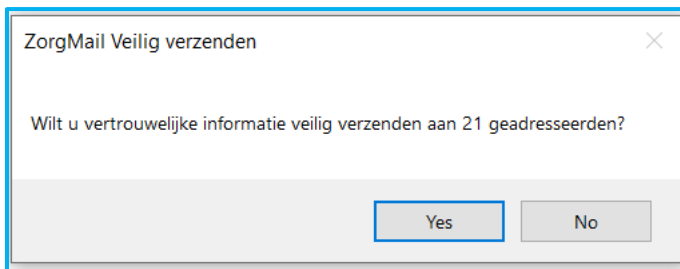 ZorgMail Veilig verzenden
Wilt u vertrouwelijke informatie veilig verzenden aan 21 geadresseerden?
Yes No